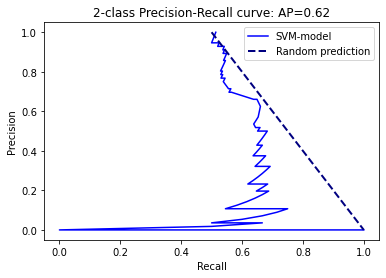 2-class Precision-Recall curve: AP=0.62
SVM-model
Random prediction
Precision
1.0
0.8
0.6
0.4
0.2
0.0
0.0 0.2 0.4 0.6 0.8 1.0
Recall